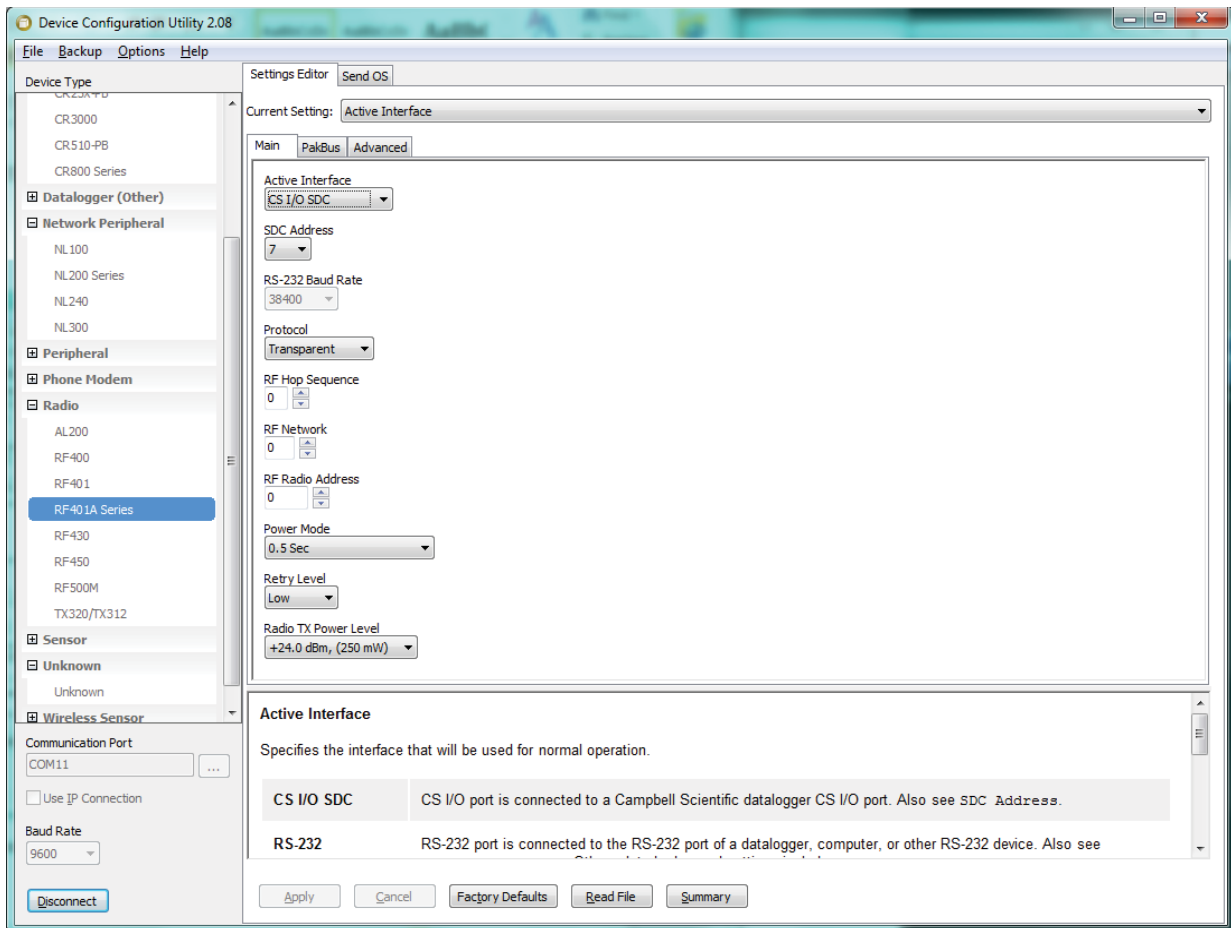 Device Configuration Utility 2.08
File Backup Options Help
Device Type
CR3000
CR510-PB
CR800 Series
Datalogger (Other)
Network Peripheral
NL100
NL200 Series
NL240
NL300
Peripheral
Phone Modem
Radio
AL200
RF400
RF401
RF401A Series
RF430
RF450
RF500M
TX320/TX312
Sensor
Unknown
Unknown
Wireless Sensor
Communication Port
COM11
...
Use IP Connection
Baud Rate
9600
Disconnect
Settings Editor Send OS
Current Setting: Active Interface
Main PakBus Advanced
Active Interface
CS I/O SDC
SDC Address
7
RS-232 Baud Rate
38400
Protocol
Transparent
RF Hop Sequence
0
RF Network
0
RF Radio Address
0
Power Mode
0.5 Sec
Retry Level
Low
Radio TX Power Level
+24.0 dBm, (250 mW)
Active Interface
Specifies the interface that will be used for normal operation.
CS I/O SDC CS I/O port is connected to a Campbell Scientific datalogger CS I/O port. Also see SDC Address.
RS-232 RS-232 port is connected to the RS-232 port of a datalogger, computer, or other RS-232 device. Also see
Apply Cancel Factory Defaults Read File Summary